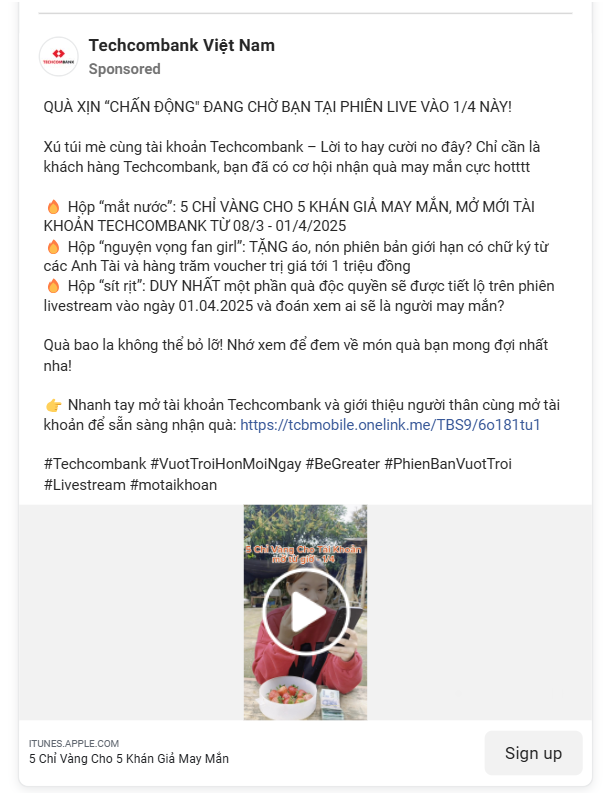 Techcombank Việt Nam
TECHCOMBANK
Sponsored
QUÀ XỊN “CHẤN ĐỘNG" ĐANG CHỜ BẠN TẠI PHIÊN LIVE VÀO 1/4 NÀY!
Xú túi mè cùng tài khoản Techcombank – Lời to hay cười no đây? Chỉ cần là
khách hàng Techcombank, bạn đã có cơ hội nhận quà may mắn cực hotttt
🔥 Hộp “mắt nước”: 5 CHỈ VÀNG CHO 5 KHÁN GIẢ MAY MẮN, MỞ MỚI TÀI
KHOẢN TECHCOMBANK TỪ 08/3 - 01/4/2025
🔥 Hộp “nguyện vọng fan girl”: TẶNG áo, nón phiên bản giới hạn có chữ ký từ
các Anh Tài và hàng trăm voucher trị giá tới 1 triệu đồng
🔥 Hộp “sít rịt”: DUY NHẤT một phần quà độc quyền sẽ được tiết lộ trên phiên
livestream vào ngày 01.04.2025 và đoán xem ai sẽ là người may mắn?
Quà bao la không thể bỏ lỡ! Nhớ xem để đem về món quà bạn mong đợi nhất
nha!
👉 Nhanh tay mở tài khoản Techcombank và giới thiệu người thân cùng mở tài
khoản để sẵn sàng nhận quà: https://tcbmobile.onelink.me/TBS9/6o181tu1
#Techcombank #VuotTroiHonMoiNgay #BeGreater #PhienBanVuotTroi
#Livestream #motaikhoan
5 Chỉ Vàng Cho Tài Khoản
mở từ giờ -1/4
ITUNES.APPLE.COM
5 Chỉ Vàng Cho 5 Khán Giả May Mắn
Sign up